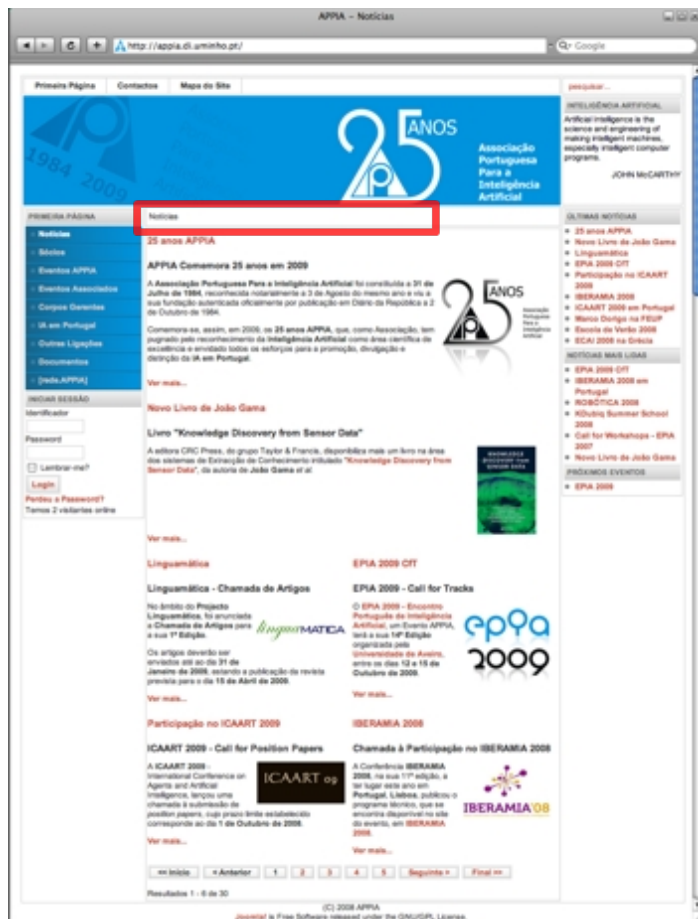 APPIA – Notícias
http://appia.di.uminho.pt/
Google
Primeira Página Contactos Mapa do Site
pesquisar...
1984 2009
25 ANOS
Associação
Portuguesa
Para a
Inteligência
Artificial
INTELIGÊNCIA ARTIFICIAL
Artificial Intelligence is the
science and engineering of
making intelligent machines,
especially intelligent computer
programs.
JOHN McCARTHY
PRIMEIRA PÁGINA
Notícias
Sócios
Eventos APPIA
Eventos Associados
Corpos Gerentes
IA em Portugal
Outras Ligações
Documentos
[rede.APPIA]
INICIAR SESSÃO
Identificador
Password
Lembrar-me?
Login
Perdeu a Password?
Temos 2 visitantes online
Notícias
25 anos APPIA
APPIA Comemora 25 anos em 2009
A Associação Portuguesa Para a Inteligência Artificial foi constituída a 31 de
Julho de 1984, reconhecida notarialmente a 3 de Agosto do mesmo ano e viu a
sua fundação autenticada oficialmente por publicação em Diário da República a 2
de Outubro de 1984.
Comemora-se, assim, em 2009, os 25 anos APPIA, que, como Associação, tem
pugnado pelo reconhecimento da Inteligência Artificial como área científica de
excelência e envidado todos os esforços para a promoção, divulgação e
distinção da IA em Portugal.
25 ANOS
Associação
Portuguesa
Para a
Inteligência
Artificial
Ver mais...
Novo Livro de João Gama
Livro "Knowledge Discovery from Sensor Data"
A editora CRC Press, do grupo Taylor & Francis, disponibiliza mais um livro na área
dos sistemas de Extracção de Conhecimento intitulado "Knowledge Discovery from
Sensor Data", da autoria de João Gama et al.
KNOWLEDGE
DISCOVERY FROM
SENSOR DATA
Ver mais...
Linguamática
Linguamática - Chamada de Artigos
No âmbito do Projecto
Linguamática, foi anunciada
a Chamada de Artigos para
a sua 1ª Edição.
linguaMATICA
Os artigos deverão ser
enviados até ao dia 31 de
Janeiro de 2009, estando a publicação da revista
prevista para o dia 15 de Abril de 2009.
Ver mais...
EPIA 2009 CfT
EPIA 2009 - Call for Tracks
O EPIA 2009 - Encontro
Português de Inteligência
Artificial, um Evento APPIA,
terá a sua 14ª Edição
organizada pela
Universidade de Aveiro,
entre os dias 12 e 15 de
Outubro de 2009.
epia
2009
Ver mais...
Participação no ICAART 2009
ICAART 2009 - Call for Position Papers
A ICAART 2009 -
International Conference on
Agents and Artificial
Intelligence, lançou uma
chamada à submissão de
position papers, cujo prazo limite estabelecido
corresponde ao dia 1 de Outubro de 2008.
ICAART 09
Ver mais...
IBERAMIA 2008
Chamada à Participação no IBERAMIA 2008
A Conferência IBERAMIA
2008, na sua 11ª edição, a
ter lugar este ano em
Portugal, Lisboa, publicou o
programa técnico, que se
encontra disponível no site
do evento, em IBERAMIA
2008.
IBERAMIA'08
Ver mais...
<< Início < Anterior 1 2 3 4 5 Seguinte > Final >>
Resultados 1 - 6 de 30
ÚLTIMAS NOTÍCIAS
25 anos APPIA
Novo Livro de João Gama
Linguamática
EPIA 2009 CfT
Participação no ICAART
2009
IBERAMIA 2008
ICAART 2009 em Portugal
Marco Dorigo na FEUP
Escola de Verão 2008
ECAI 2008 na Grécia
NOTÍCIAS MAIS LIDAS
EPIA 2009 CfT
IBERAMIA 2008 em
Portugal
ROBÓTICA 2008
KDubiq Summer School
2008
Call for Workshops - EPIA
2007
Novo Livro de João Gama
PRÓXIMOS EVENTOS
EPIA 2009
(C) 2008 APPIA
Joomla! is Free Software released under the GNU/GPL License.